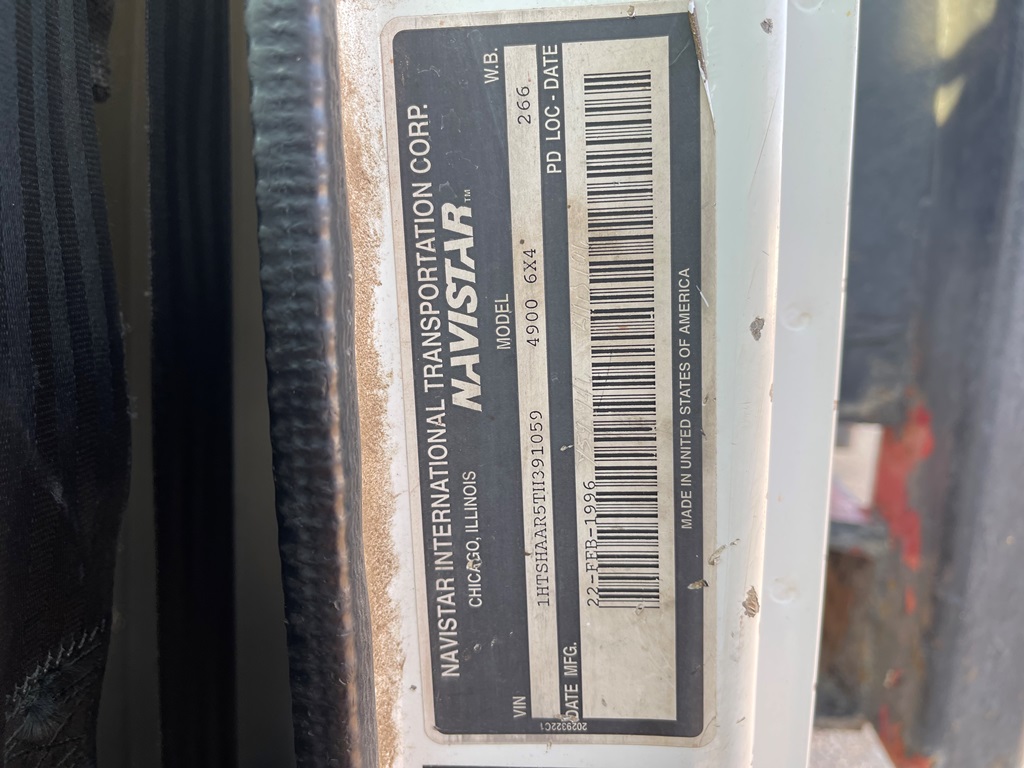 NAVISTAR INTERNATIONAL TRANSPORTATION CORP.
CHICAGO, ILLINOIS NAVISTAR™
VIN MODEL W.B.
1HTSHAAR5TH391059 4900 6X4 266.
DATE MFG. PD LOC - DATE
22-FEB-1996
MADE IN UNITED STATES OF AMERICA
2029322C1